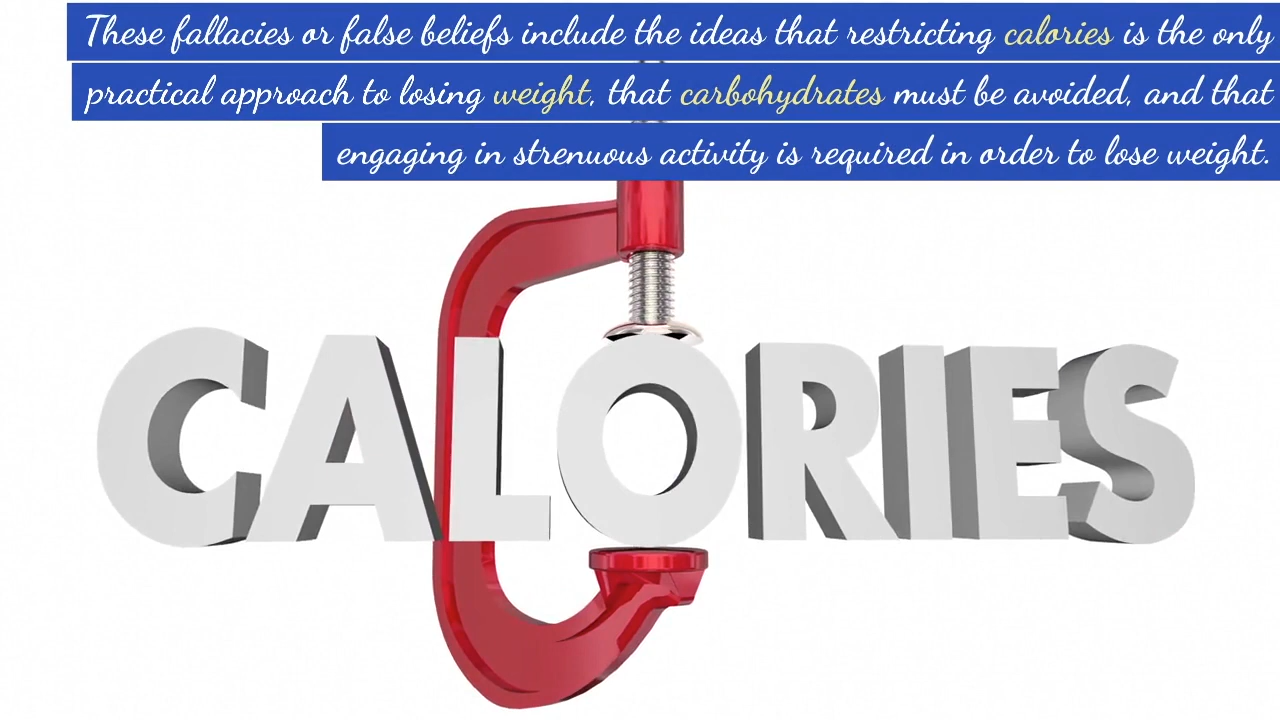 These fallacies or false beliefs include the ideas that restricting calories is the only
practical approach to losing weight, that carbohydrates must be avoided, and that
engaging in strenuous activity is required in order to lose weight.
CALORIES